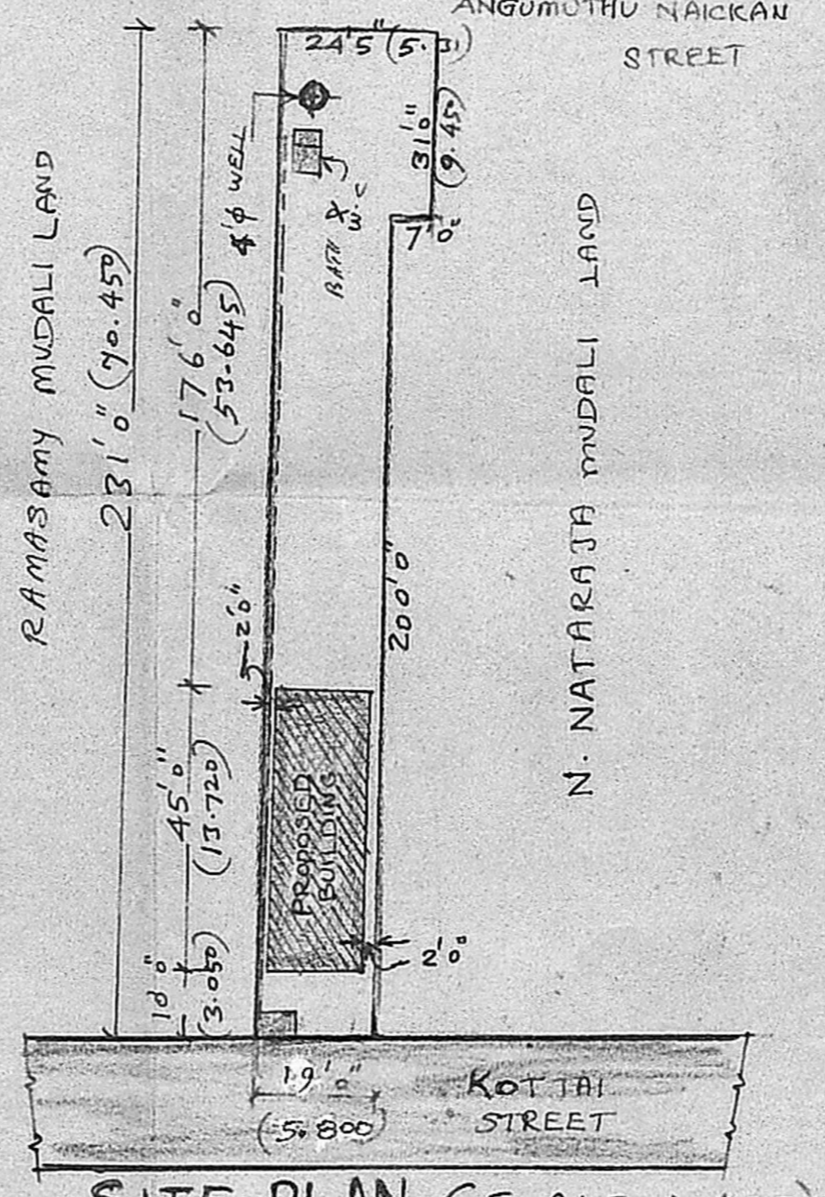 ANGUMUTHU NAICKAN
STREET
24'5" (5.31)
31'0"
(9.45)
7'0"
4'φ WELL
BATH & W.C
RAMASAMY MUDALI LAND
231'0" (70.450)
176'0"
(53.645)
N. NATARAJA MUDALI LAND
200'0"
2'0"
45'0"
(13.720)
PROPOSED
BUILDING
2'0"
10'0"
(3.050)
19'0"
(5.800)
KOTTAI
STREET
SITE PLAN